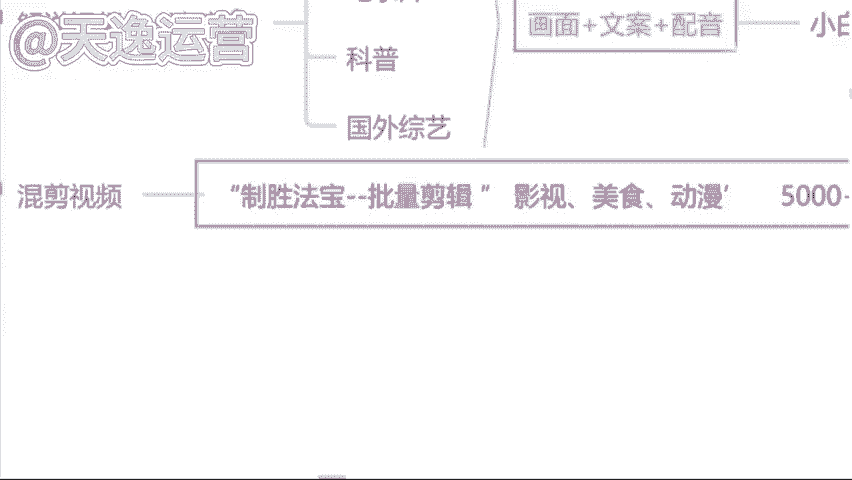 @天逸运营
画面+文案+配音
小白
科普
国外综艺
混剪视频
“制胜法宝--批量剪辑 ” 影视、美食、动漫’ 5000-